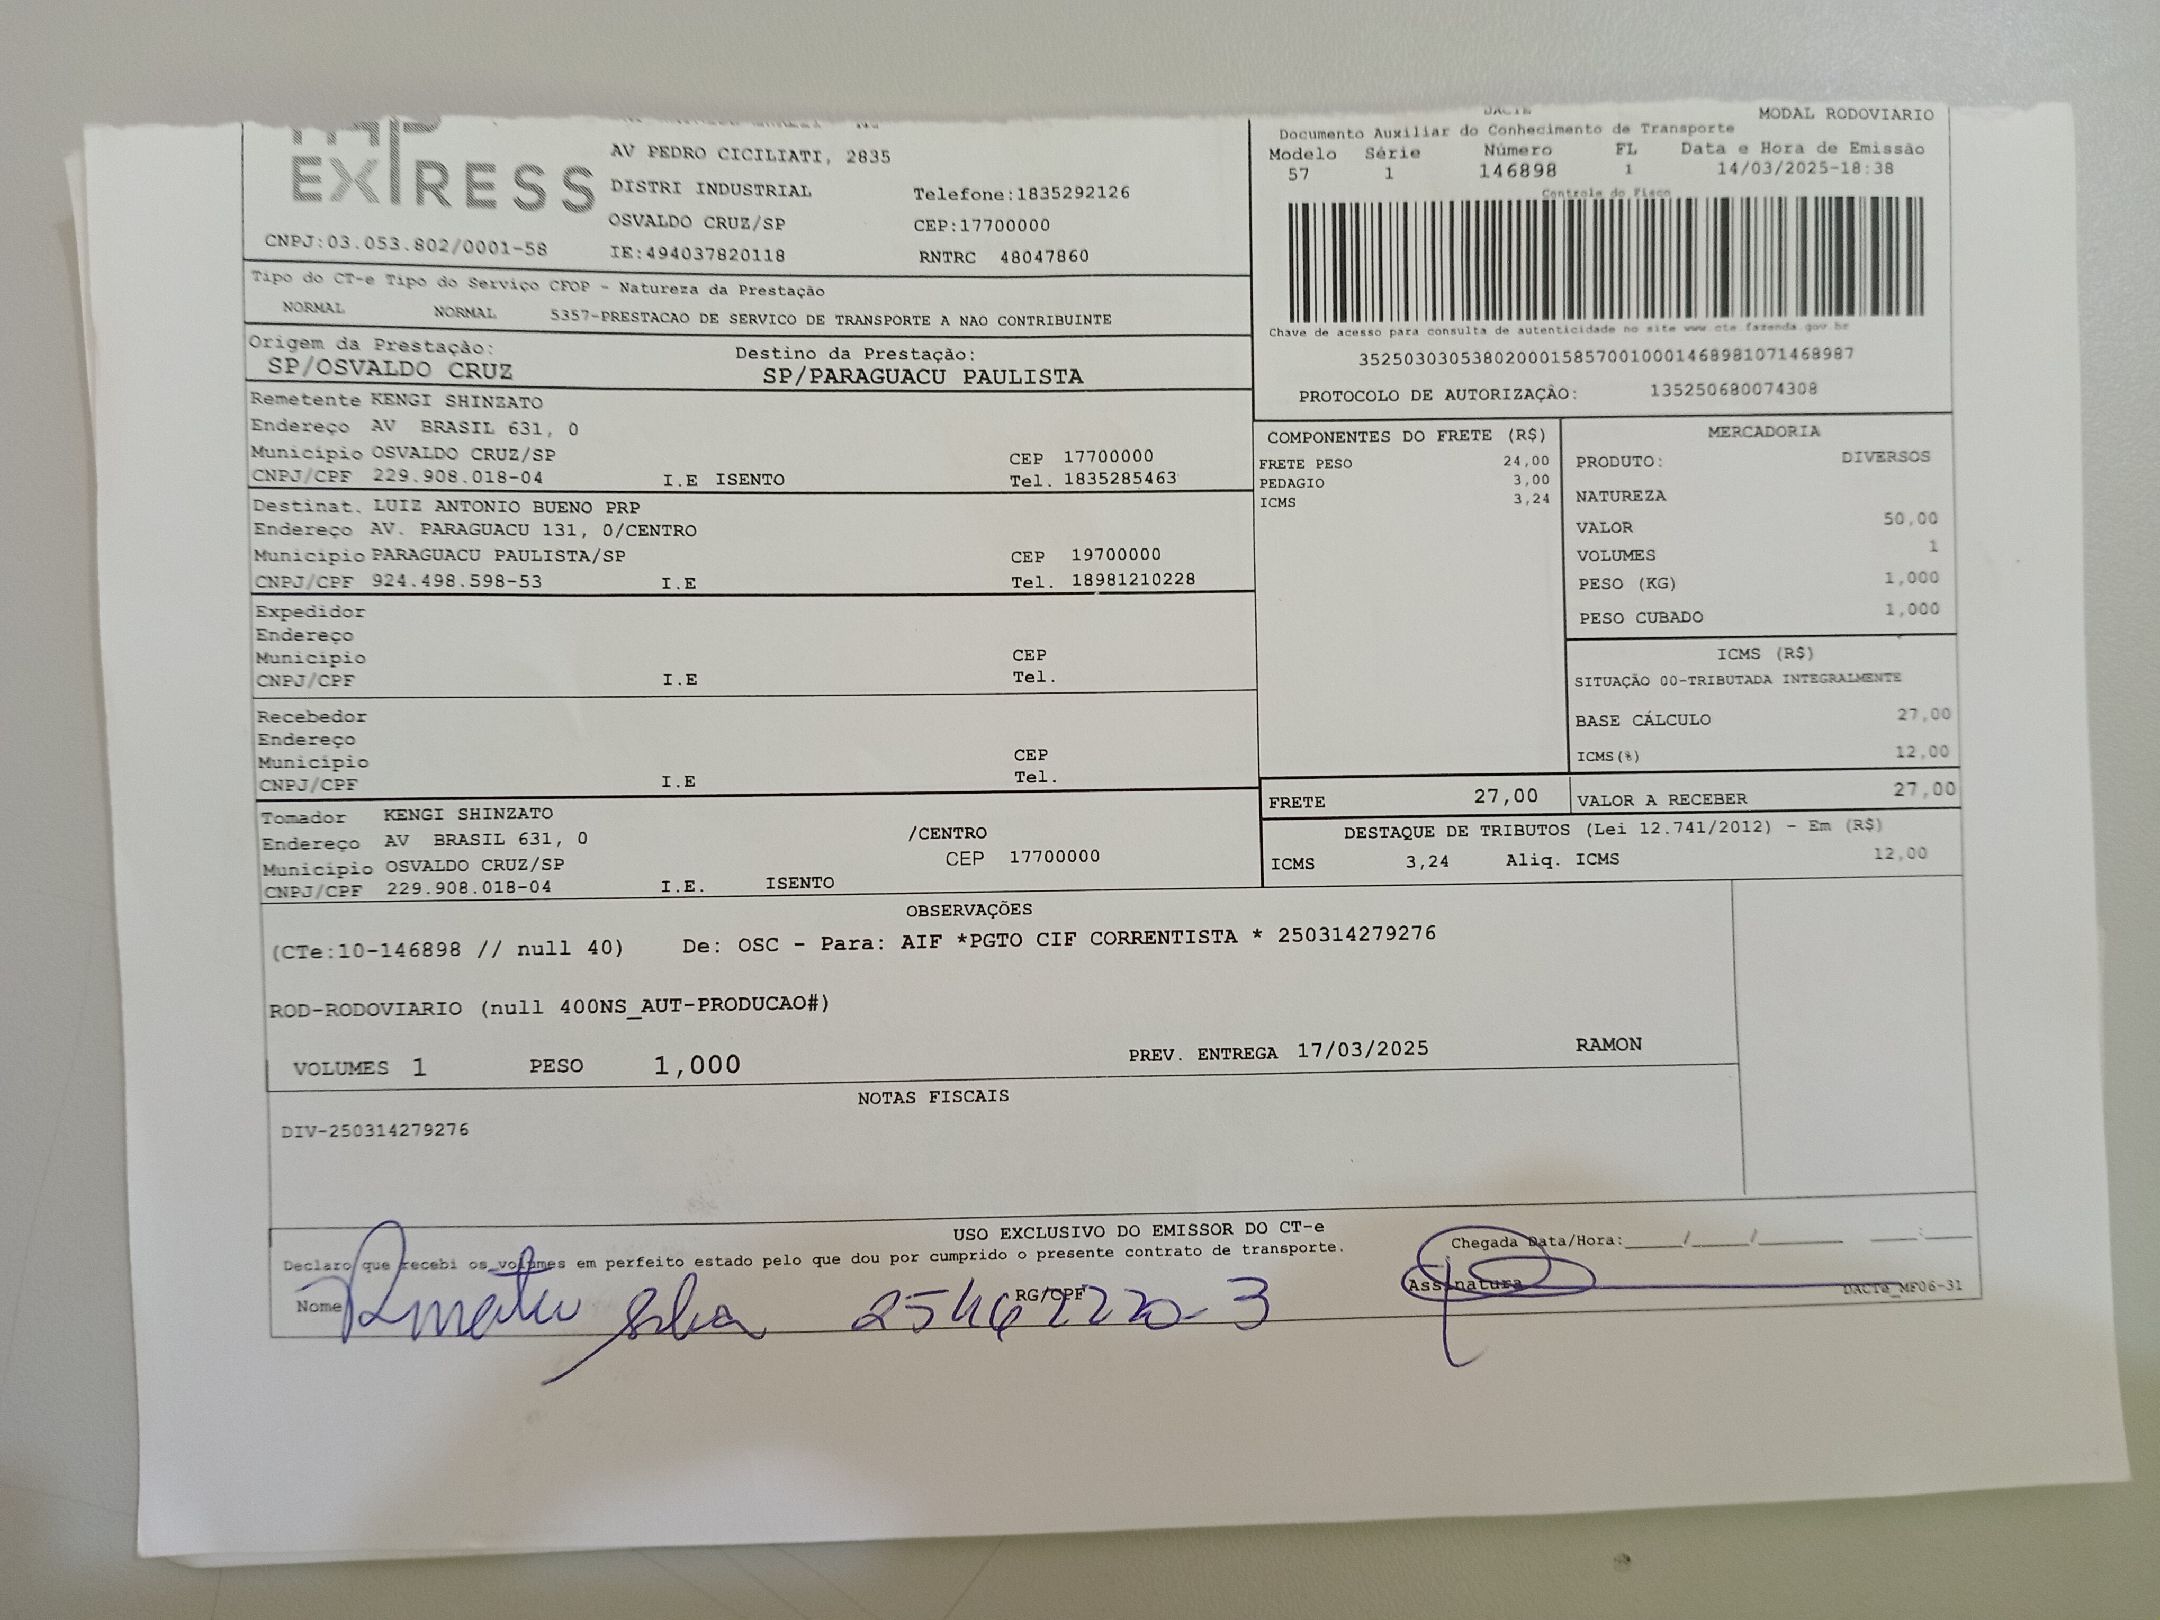 EXPRESS
AV PEDRO CICILIATI, 2835
DISTRI INDUSTRIAL Telefone:1835292126
OSVALDO CRUZ/SP CEP:17700000
CNPJ:03.053.802/0001-58 IE:494037820118 RNTRC 48047860
DACTE MODAL RODOVIARIO
Documento Auxiliar do Conhecimento de Transporte
Modelo Série Número FL Data e Hora de Emissão
57 1 146898 1 14/03/2025-18:38
Controle do Fisco
Chave de acesso para consulta de autenticidade no site www.cte.fazenda.gov.br
35250303053802000158570010001468981071468987
PROTOCOLO DE AUTORIZAÇÃO: 135250680074308
Tipo do CT-e Tipo do Serviço CFOP - Natureza da Prestação
NORMAL NORMAL 5357-PRESTACAO DE SERVICO DE TRANSPORTE A NAO CONTRIBUINTE
Origem da Prestação: Destino da Prestação:
SP/OSVALDO CRUZ SP/PARAGUACU PAULISTA
Remetente KENGI SHINZATO
Endereço AV BRASIL 631, 0
Município OSVALDO CRUZ/SP CEP 17700000
CNPJ/CPF 229.908.018-04 I.E ISENTO Tel. 1835285463
Destinat. LUIZ ANTONIO BUENO PRP
Endereço AV. PARAGUACU 131, 0/CENTRO
Município PARAGUACU PAULISTA/SP CEP 19700000
CNPJ/CPF 924.498.598-53 I.E Tel. 18981210228
Expedidor
Endereço
Município CEP
CNPJ/CPF I.E Tel.
Recebedor
Endereço
Município CEP
CNPJ/CPF I.E Tel.
Tomador KENGI SHINZATO
Endereço AV BRASIL 631, 0 /CENTRO
Município OSVALDO CRUZ/SP CEP 17700000
CNPJ/CPF 229.908.018-04 I.E. ISENTO
COMPONENTES DO FRETE (R$)
FRETE PESO 24,00
PEDAGIO 3,00
ICMS 3,24
MERCADORIA
PRODUTO: DIVERSOS
NATUREZA
VALOR 50,00
VOLUMES 1
PESO (KG) 1,000
PESO CUBADO 1,000
ICMS (R$)
SITUAÇÃO 00-TRIBUTADA INTEGRALMENTE
BASE CÁLCULO 27,00
ICMS(%) 12,00
FRETE 27,00 VALOR A RECEBER 27,00
DESTAQUE DE TRIBUTOS (Lei 12.741/2012) - Em (R$)
ICMS 3,24 Aliq. ICMS 12,00
OBSERVAÇÕES
(CTe:10-146898 // null 40) De: OSC - Para: AIF *PGTO CIF CORRENTISTA * 250314279276
ROD-RODOVIARIO (null 400NS_AUT-PRODUCAO#)
VOLUMES 1 PESO 1,000 PREV. ENTREGA 17/03/2025 RAMON
NOTAS FISCAIS
DIV-250314279276
USO EXCLUSIVO DO EMISSOR DO CT-e
Declaro que recebi os volumes em perfeito estado pelo que dou por cumprido o presente contrato de transporte. Chegada Data/Hora:_____/_____/_______ ____:____
Nome Silva RG/CPF Assinatura DACTe_MF06-31